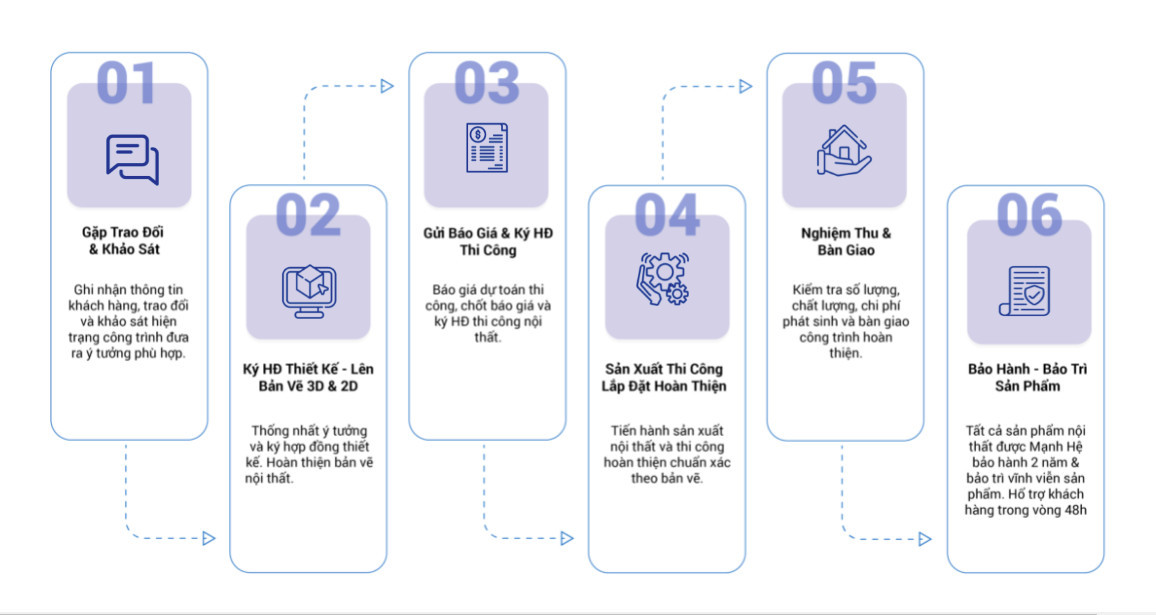 01
Gặp Trao Đổi
& Khảo Sát
Ghi nhận thông tin
khách hàng, trao đổi
và khảo sát hiện
trạng công trình đưa
ra ý tưởng phù hợp.
02
Ký HĐ Thiết Kế - Lên
Bản Vẽ 3D & 2D
Thống nhất ý tưởng
và ký hợp đồng thiết
kế. Hoàn thiện bản vẽ
nội thất.
03
Gửi Báo Giá & Ký HĐ
Thi Công
Báo giá dự toán thi
công, chốt báo giá và
ký HĐ thi công nội
thất.
04
Sản Xuất Thi Công
Lắp Đặt Hoàn Thiện
Tiến hành sản xuất
nội thất và thi công
hoàn thiện chuẩn xác
theo bản vẽ.
05
Nghiệm Thu &
Bàn Giao
Kiểm tra số lượng,
chất lượng, chi phí
phát sinh và bàn giao
công trình hoàn
thiện.
06
Bảo Hành - Bảo Trì
Sản Phẩm
Tất cả sản phẩm nội
thất được Mạnh Hệ
bảo hành 2 năm &
bảo trì vĩnh viễn sản
phẩm. Hổ trợ khách
hàng trong vòng 48h